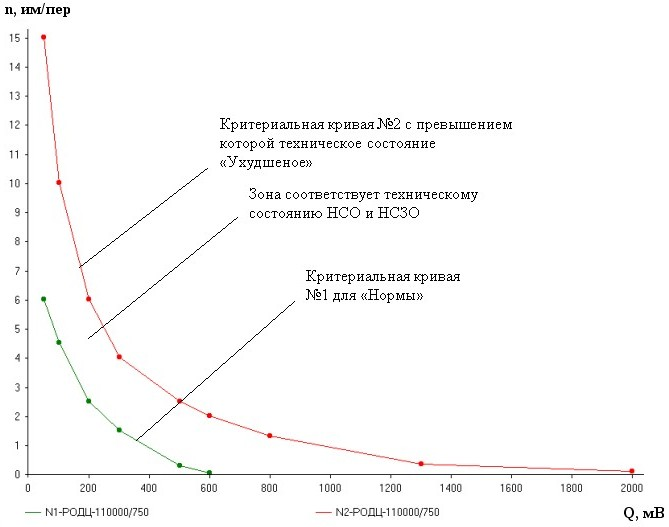 n, им/пер
15
14
13
12
11
10
9
8
7
6
5
4
3
2
1
0
Критериальная кривая №2 с превышением
которой техническое состояние
«Ухудшеное»
Зона соответствует техническому
состоянию НСО и НСЗО
Критериальная кривая
№1 для «Нормы»
0 200 400 600 800 1000 1200 1400 1600 1800 2000
N1-РОДЦ-110000/750 N2-РОДЦ-110000/750 Q, мВ